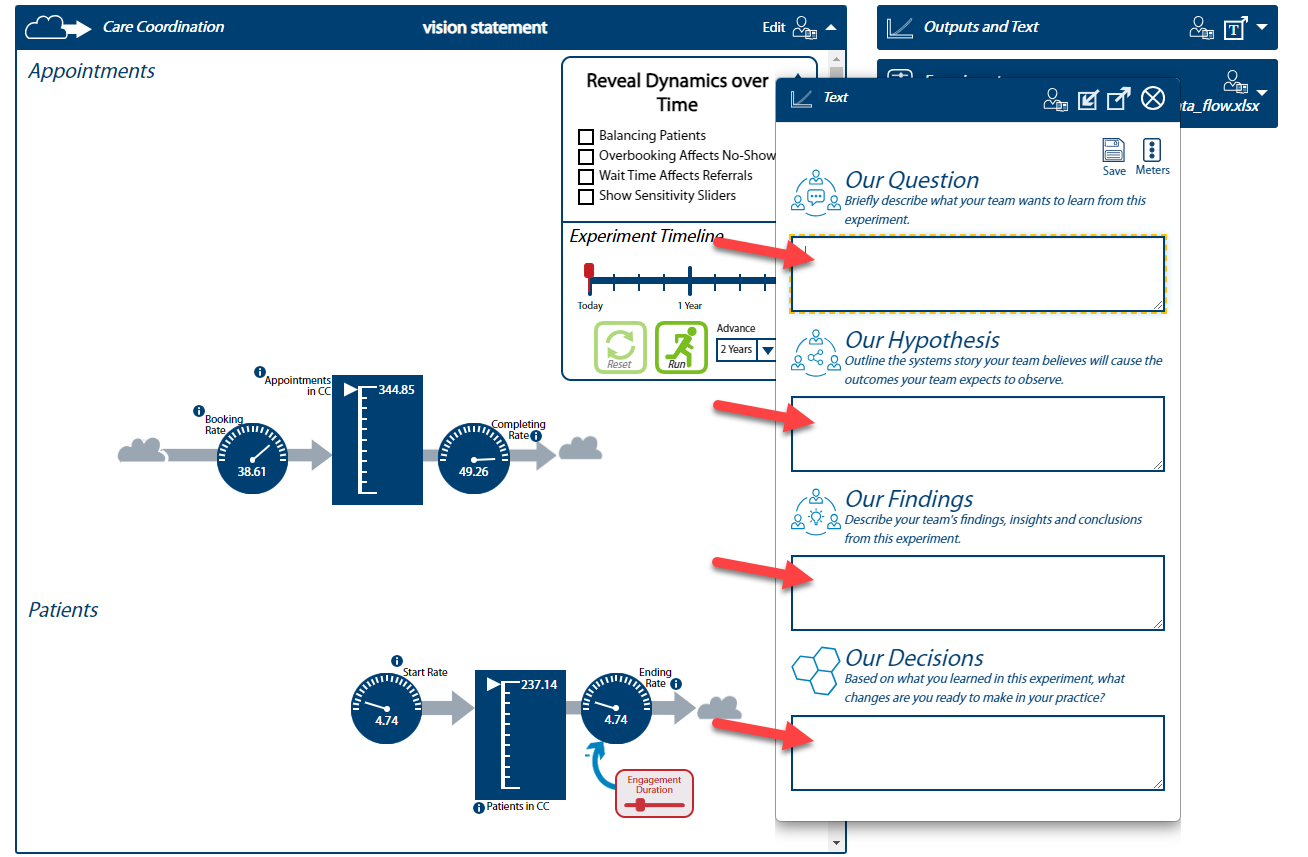 Care Coordination
vision statement
Edit
Outputs and Text
T
Appointments
Reveal Dynamics over
Time
Balancing Patients
Overbooking Affects No-Show
Wait Time Affects Referrals
Show Sensitivity Sliders
Experiment Timeline
Today
1 Year
Reset
Run
Advance
2 Years
ta_flow.xlsx
Text
Save
Meters
Our Question
Briefly describe what your team wants to learn from this
experiment.
Our Hypothesis
Outline the systems story your team believes will cause the
outcomes your team expects to observe.
Our Findings
Describe your team's findings, insights and conclusions
from this experiment.
Our Decisions
Based on what you learned in this experiment, what
changes are you ready to make in your practice?
Appointments
in CC
344.85
Booking
Rate
38.61
Completing
Rate
49.26
Patients
Start Rate
4.74
237.14
Patients in CC
Ending
Rate
4.74
Engagement
Duration